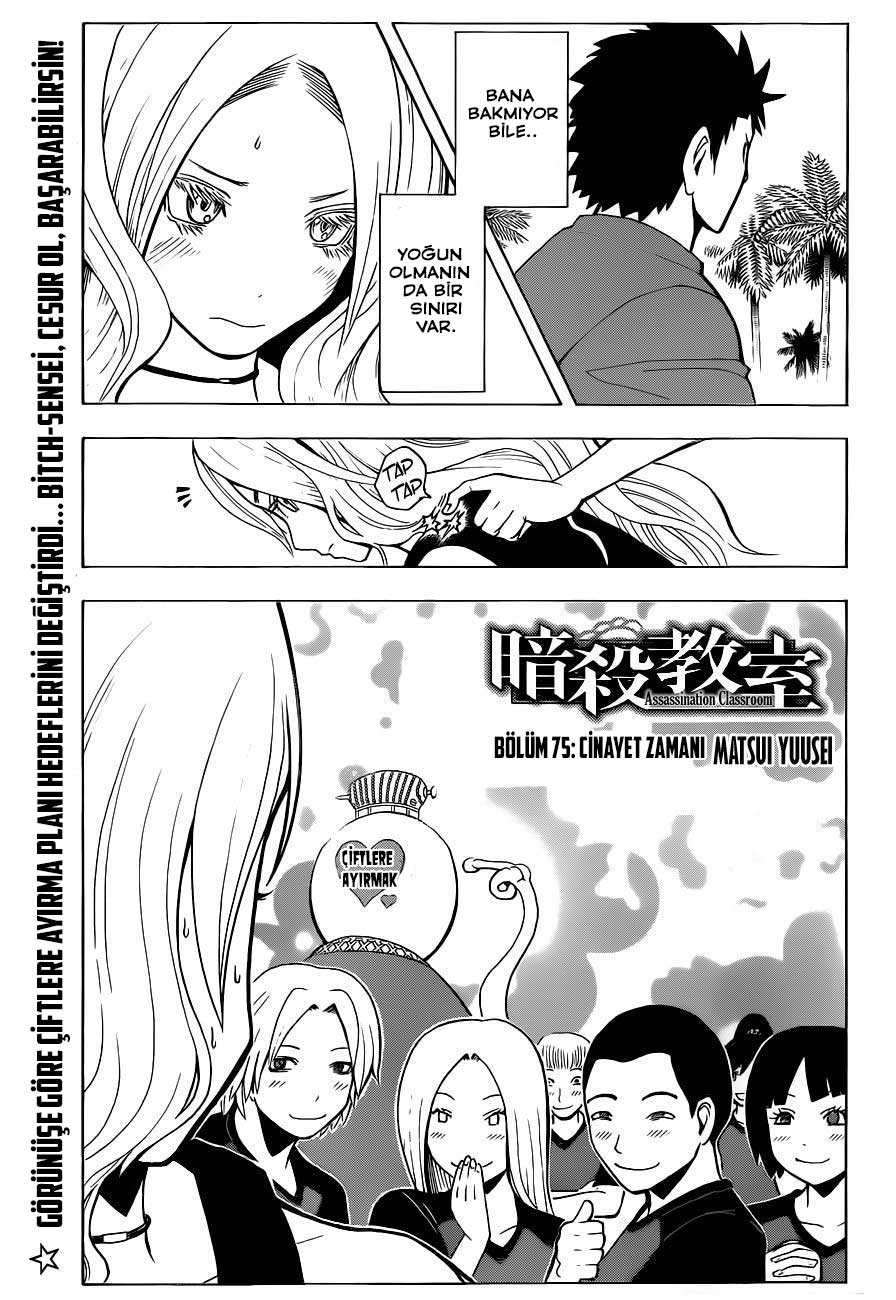 ☆ GÖRÜNÜŞE GÖRE ÇİFTLERE AYIRMA PLANI HEDEFLERİNİ DEĞİŞTİRDİ... BİTCH-SENSEİ, CESUR OL, BAŞARABİLİRSİN!
BANA
BAKMIYOR
BİLE..
YOĞUN
OLMANIN
DA BİR
SINIRI
VAR.
TAP
TAP
暗殺教室
Assassination Classroom
BÖLÜM 75: CİNAYET ZAMANI MATSUI YUUSEI
ÇİFTLERE
AYIRMAK